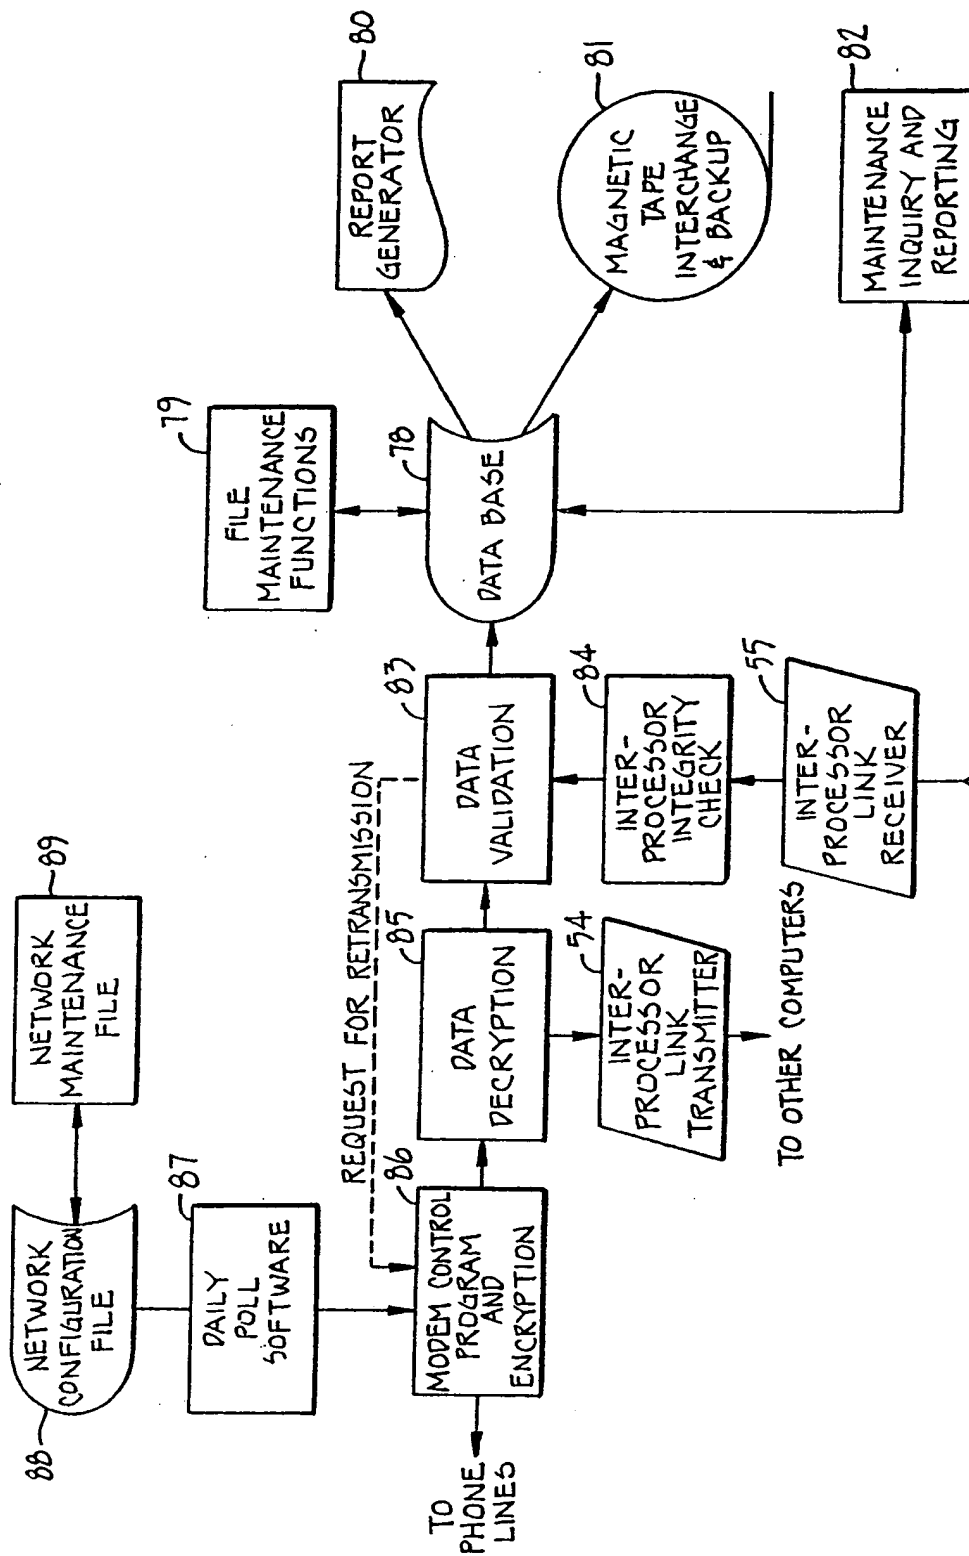 88
NETWORK
CONFIGURATION
FILE
89
NETWORK
MAINTENANCE
FILE
87
DAILY
POLL
SOFTWARE
REQUEST FOR RETRANSMISSION
TO
PHONE
LINES
86
MODEM CONTROL
PROGRAM
AND
ENCRYPTION
85
DATA
DECRYPTION
83
DATA
VALIDATION
78
DATA BASE
79
FILE
MAINTENANCE
FUNCTIONS
80
REPORT
GENERATOR
81
MAGNETIC
TAPE
INTERCHANGE
& BACKUP
82
MAINTENANCE
INQUIRY AND
REPORTING
54
INTER-
PROCESSOR
LINK
TRANSMITTER
TO OTHER COMPUTERS
84
INTER-
PROCESSOR
INTEGRITY
CHECK
55
INTER-
PROCESSOR
LINK
RECEIVER